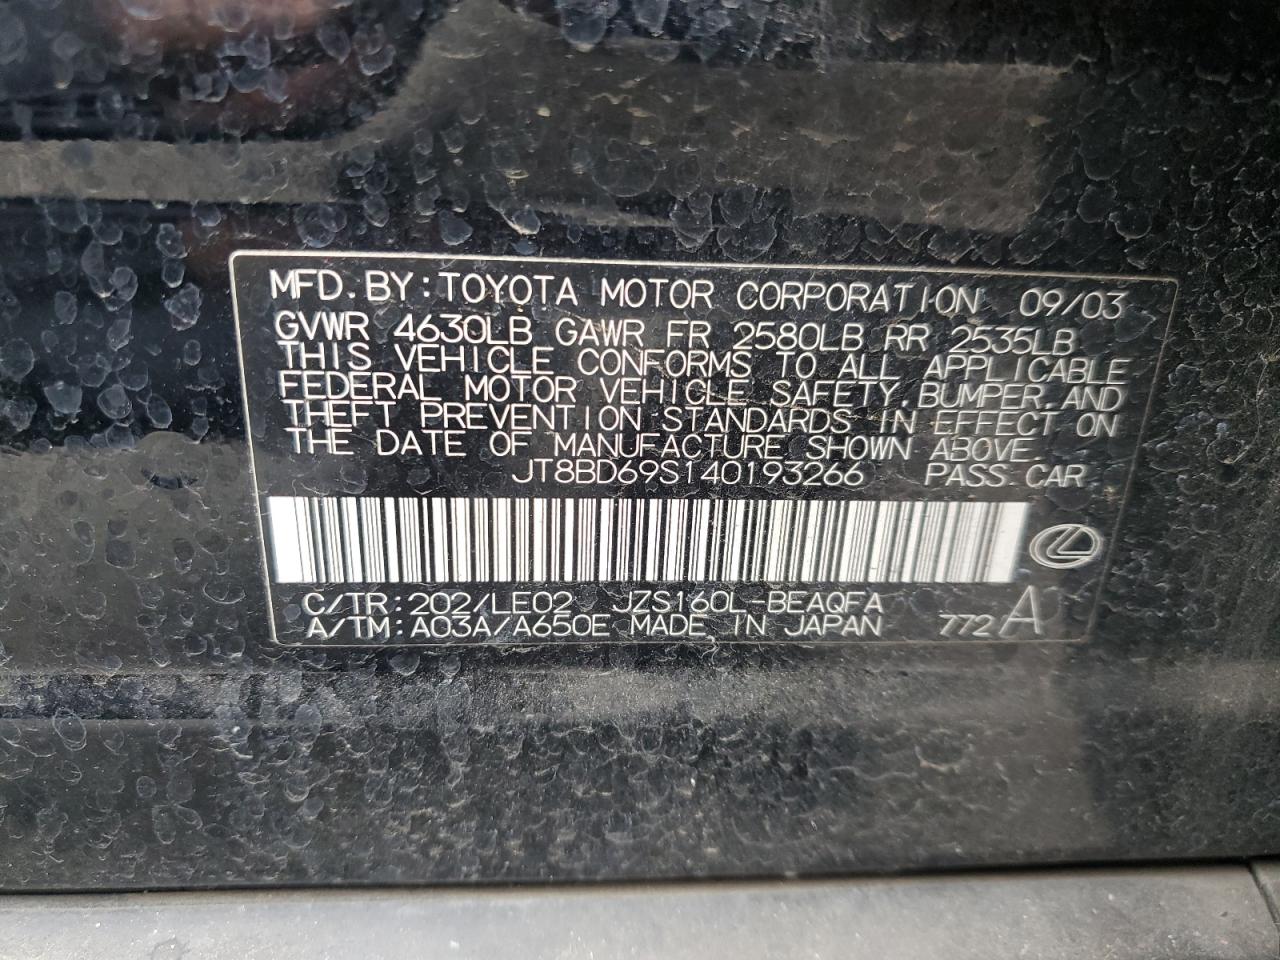 MFD. BY: TOYOTA MOTOR CORPORATION 09/03
GVWR 4630LB GAWR FR 2580LB RR 2535LB
THIS VEHICLE CONFORMS TO ALL APPLICABLE
FEDERAL MOTOR VEHICLE SAFETY, BUMPER, AND
THEFT PREVENTION STANDARDS IN EFFECT ON
THE DATE OF MANUFACTURE SHOWN ABOVE.
JT8BD69S140193266 PASS. CAR
C/TR: 202/LE02 JZS160L-BEAQFA
A/TM: A03A/A650E MADE IN JAPAN 772 A